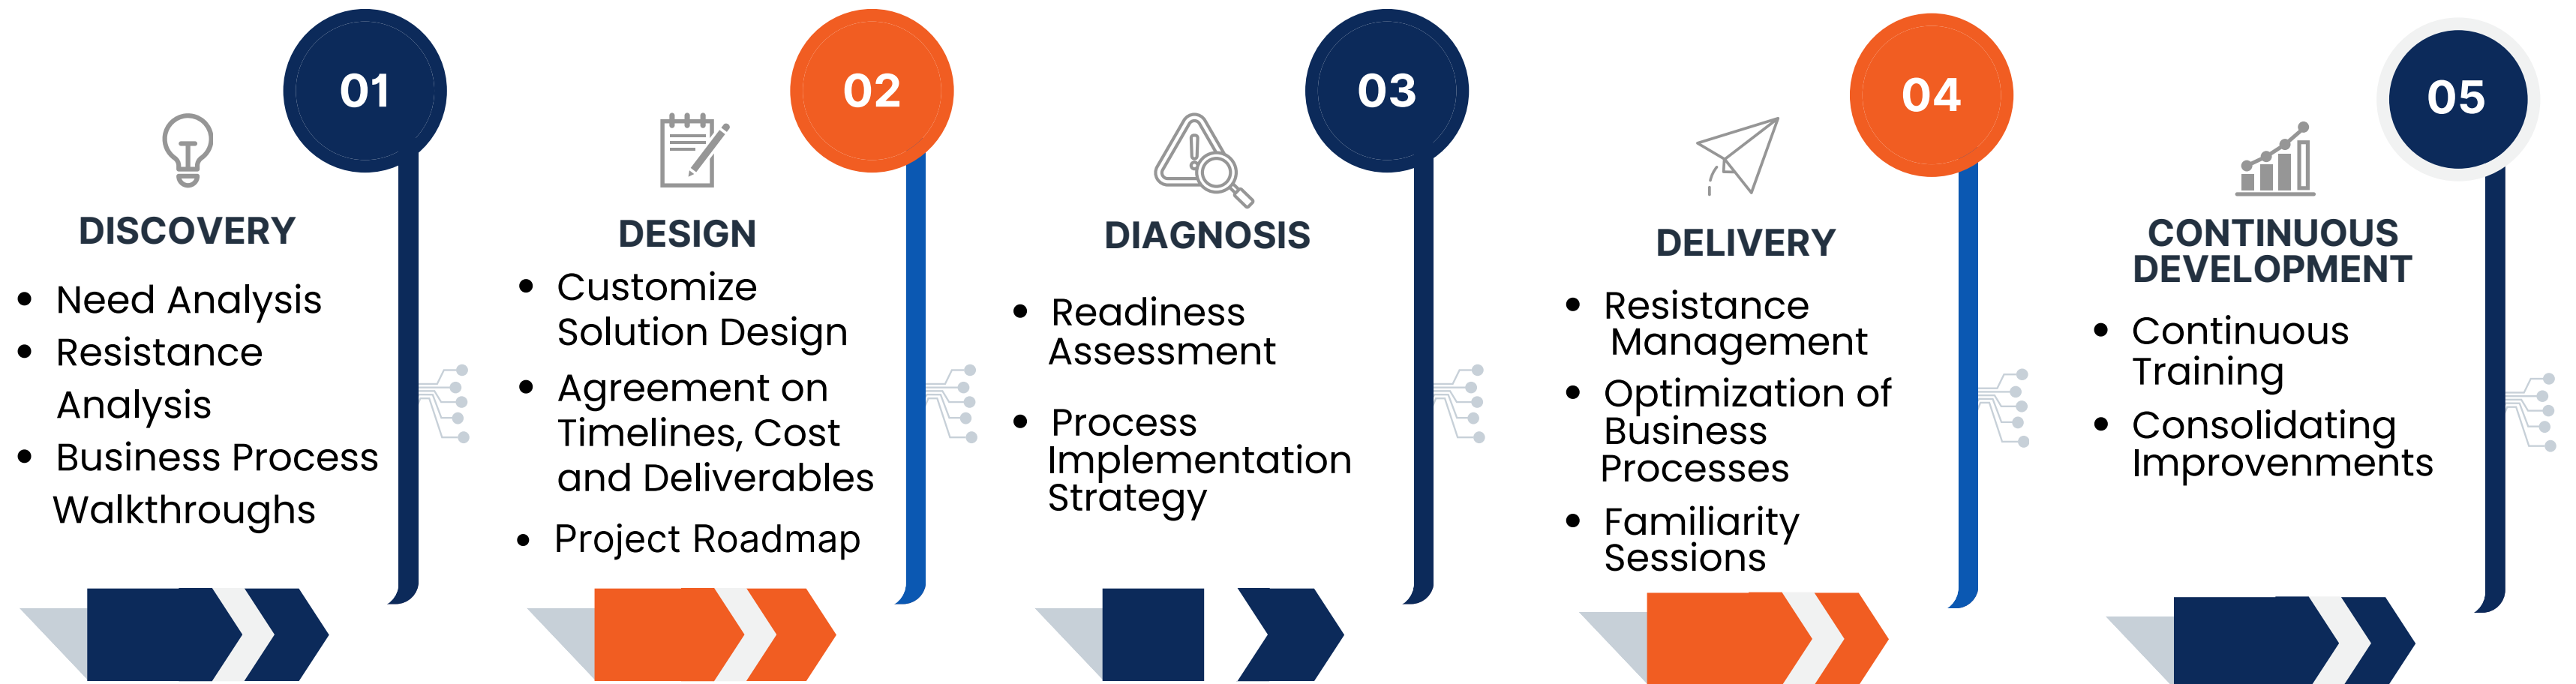 01
DISCOVERY
• Need Analysis
• Resistance
Analysis
• Business Process
Walkthroughs
02
DESIGN
• Customize
Solution Design
• Agreement on
Timelines, Cost
and Deliverables
• Project Roadmap
03
DIAGNOSIS
• Readiness
Assessment
• Process
Implementation
Strategy
04
DELIVERY
• Resistance
Management
• Optimization of
Business
Processes
• Familiarity
Sessions
05
CONTINUOUS
DEVELOPMENT
• Continuous
Training
• Consolidating
Improvenments